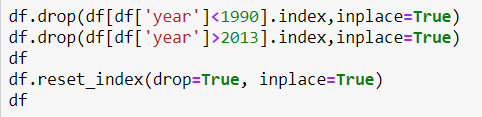 df.drop(df[df['year']<1990].index,inplace=True)
df.drop(df[df['year']>2013].index,inplace=True)
df
df.reset_index(drop=True, inplace=True)
df